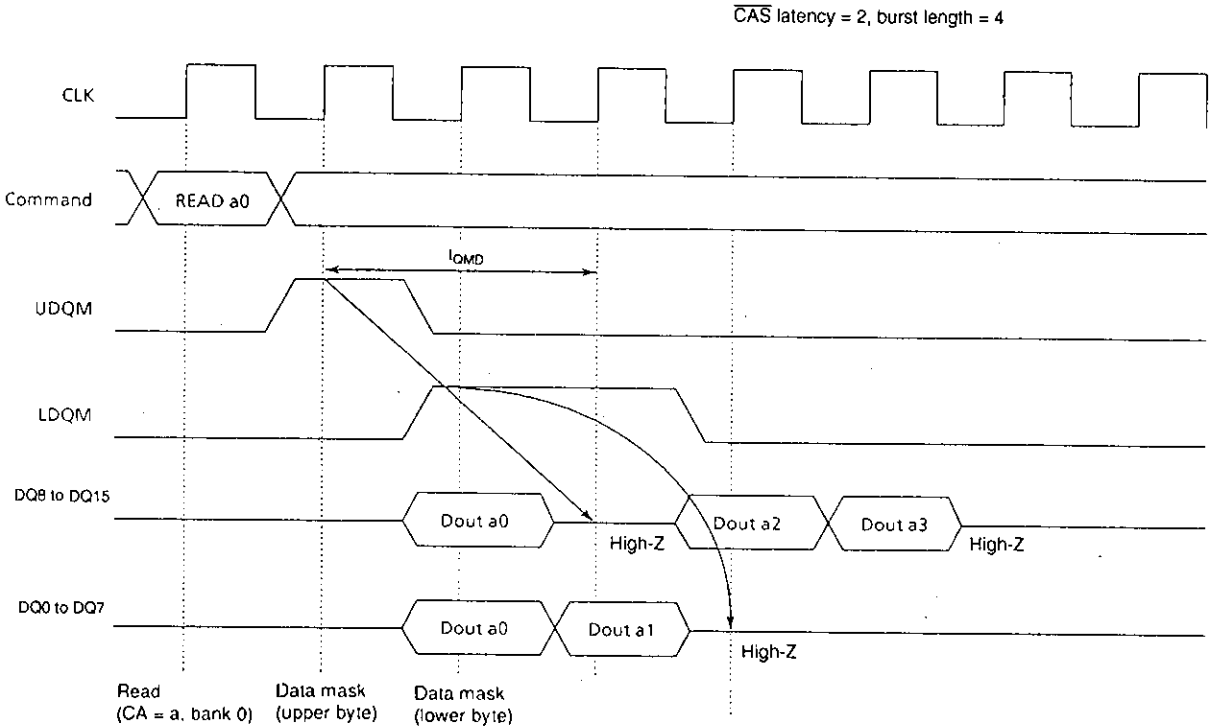 CAS latency = 2, burst length = 4
CLK
Command
READ a0
lQMD
UDQM
LDQM
DQ8 to DQ15
Dout a0
High-Z
Dout a2
Dout a3
High-Z
DQ0 to DQ7
Dout a0
Dout a1
High-Z
Read
(CA = a, bank 0)
Data mask
(upper byte)
Data mask
(lower byte)